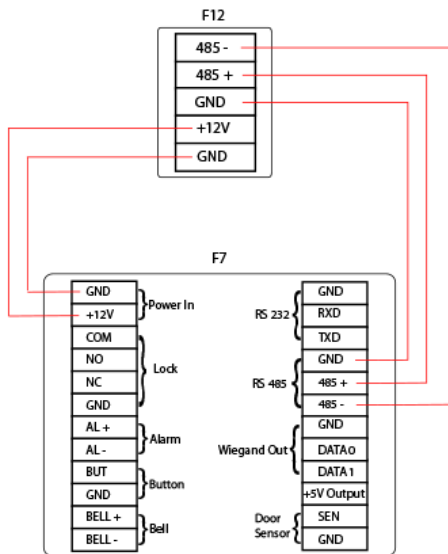 F12
485 -
485 +
GND
+12V
GND
F7
GND
+12V
Power In
COM
NO
NC
GND
Lock
AL +
AL -
Alarm
BUT
GND
Button
BELL +
BELL -
Bell
RS 232
GND
RXD
TXD
RS 485
GND
485 +
485 -
Wiegand Out
GND
DATA0
DATA1
+5V Output
Door
Sensor
SEN
GND